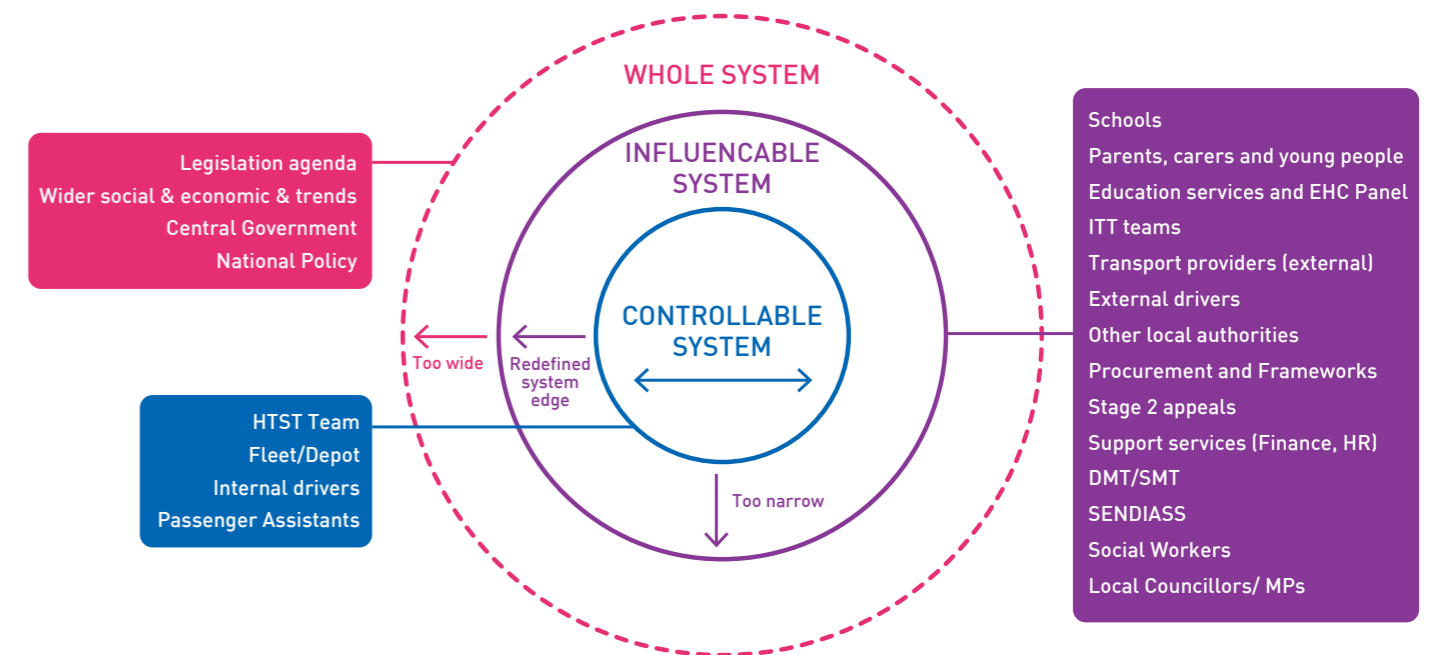 WHOLE SYSTEM
INFLUENCABLE
SYSTEM
CONTROLLABLE
SYSTEM
Too wide
Redefined
system
edge
Too narrow
Legislation agenda
Wider social & economic & trends
Central Government
National Policy
HTST Team
Fleet/Depot
Internal drivers
Passenger Assistants
Schools
Parents, carers and young people
Education services and EHC Panel
ITT teams
Transport providers (external)
External drivers
Other local authorities
Procurement and Frameworks
Stage 2 appeals
Support services (Finance, HR)
DMT/SMT
SENDIASS
Social Workers
Local Councillors/ MPs